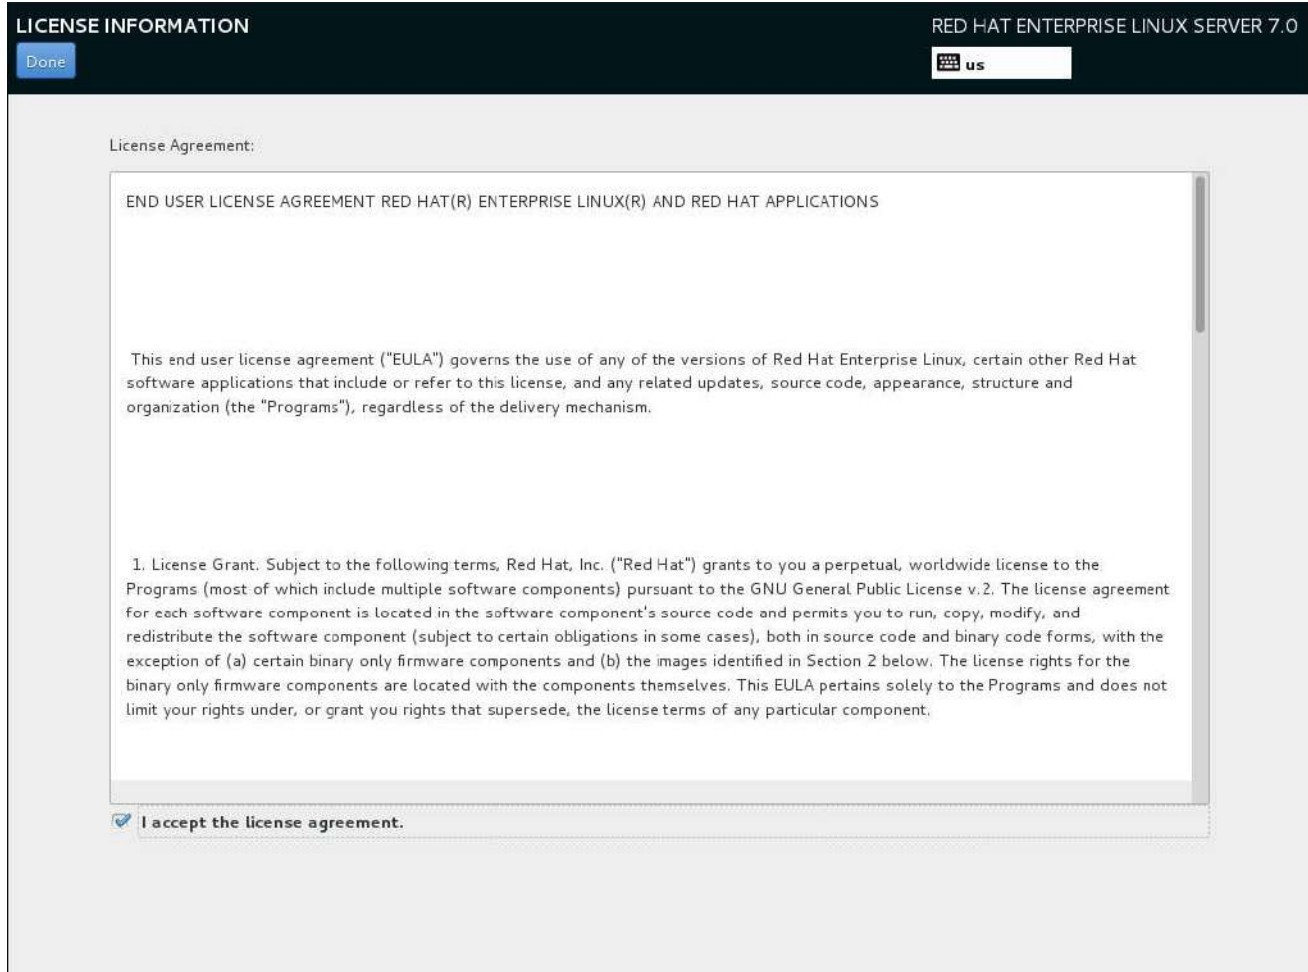 LICENSE INFORMATION
RED HAT ENTERPRISE LINUX SERVER 7.0
Done
us
License Agreement:
END USER LICENSE AGREEMENT RED HAT(R) ENTERPRISE LINUX(R) AND RED HAT APPLICATIONS
This end user license agreement ("EULA") governs the use of any of the versions of Red Hat Enterprise Linux, certain other Red Hat
software applications that include or refer to this license, and any related updates, source code, appearance, structure and
organization (the "Programs"), regardless of the delivery mechanism.
1. License Grant. Subject to the following terms, Red Hat, Inc. ("Red Hat") grants to you a perpetual, worldwide license to the
Programs (most of which include multiple software components) pursuant to the GNU General Public License v.2. The license agreement
for each software component is located in the software component's source code and permits you to run, copy, modify, and
redistribute the software component (subject to certain obligations in some cases), both in source code and binary code forms, with the
exception of (a) certain binary only firmware components and (b) the images identified in Section 2 below. The license rights for the
binary only firmware components are located with the components themselves. This EULA pertains solely to the Programs and does not
limit your rights under, or grant you rights that supersede, the license terms of any particular component.
I accept the license agreement.